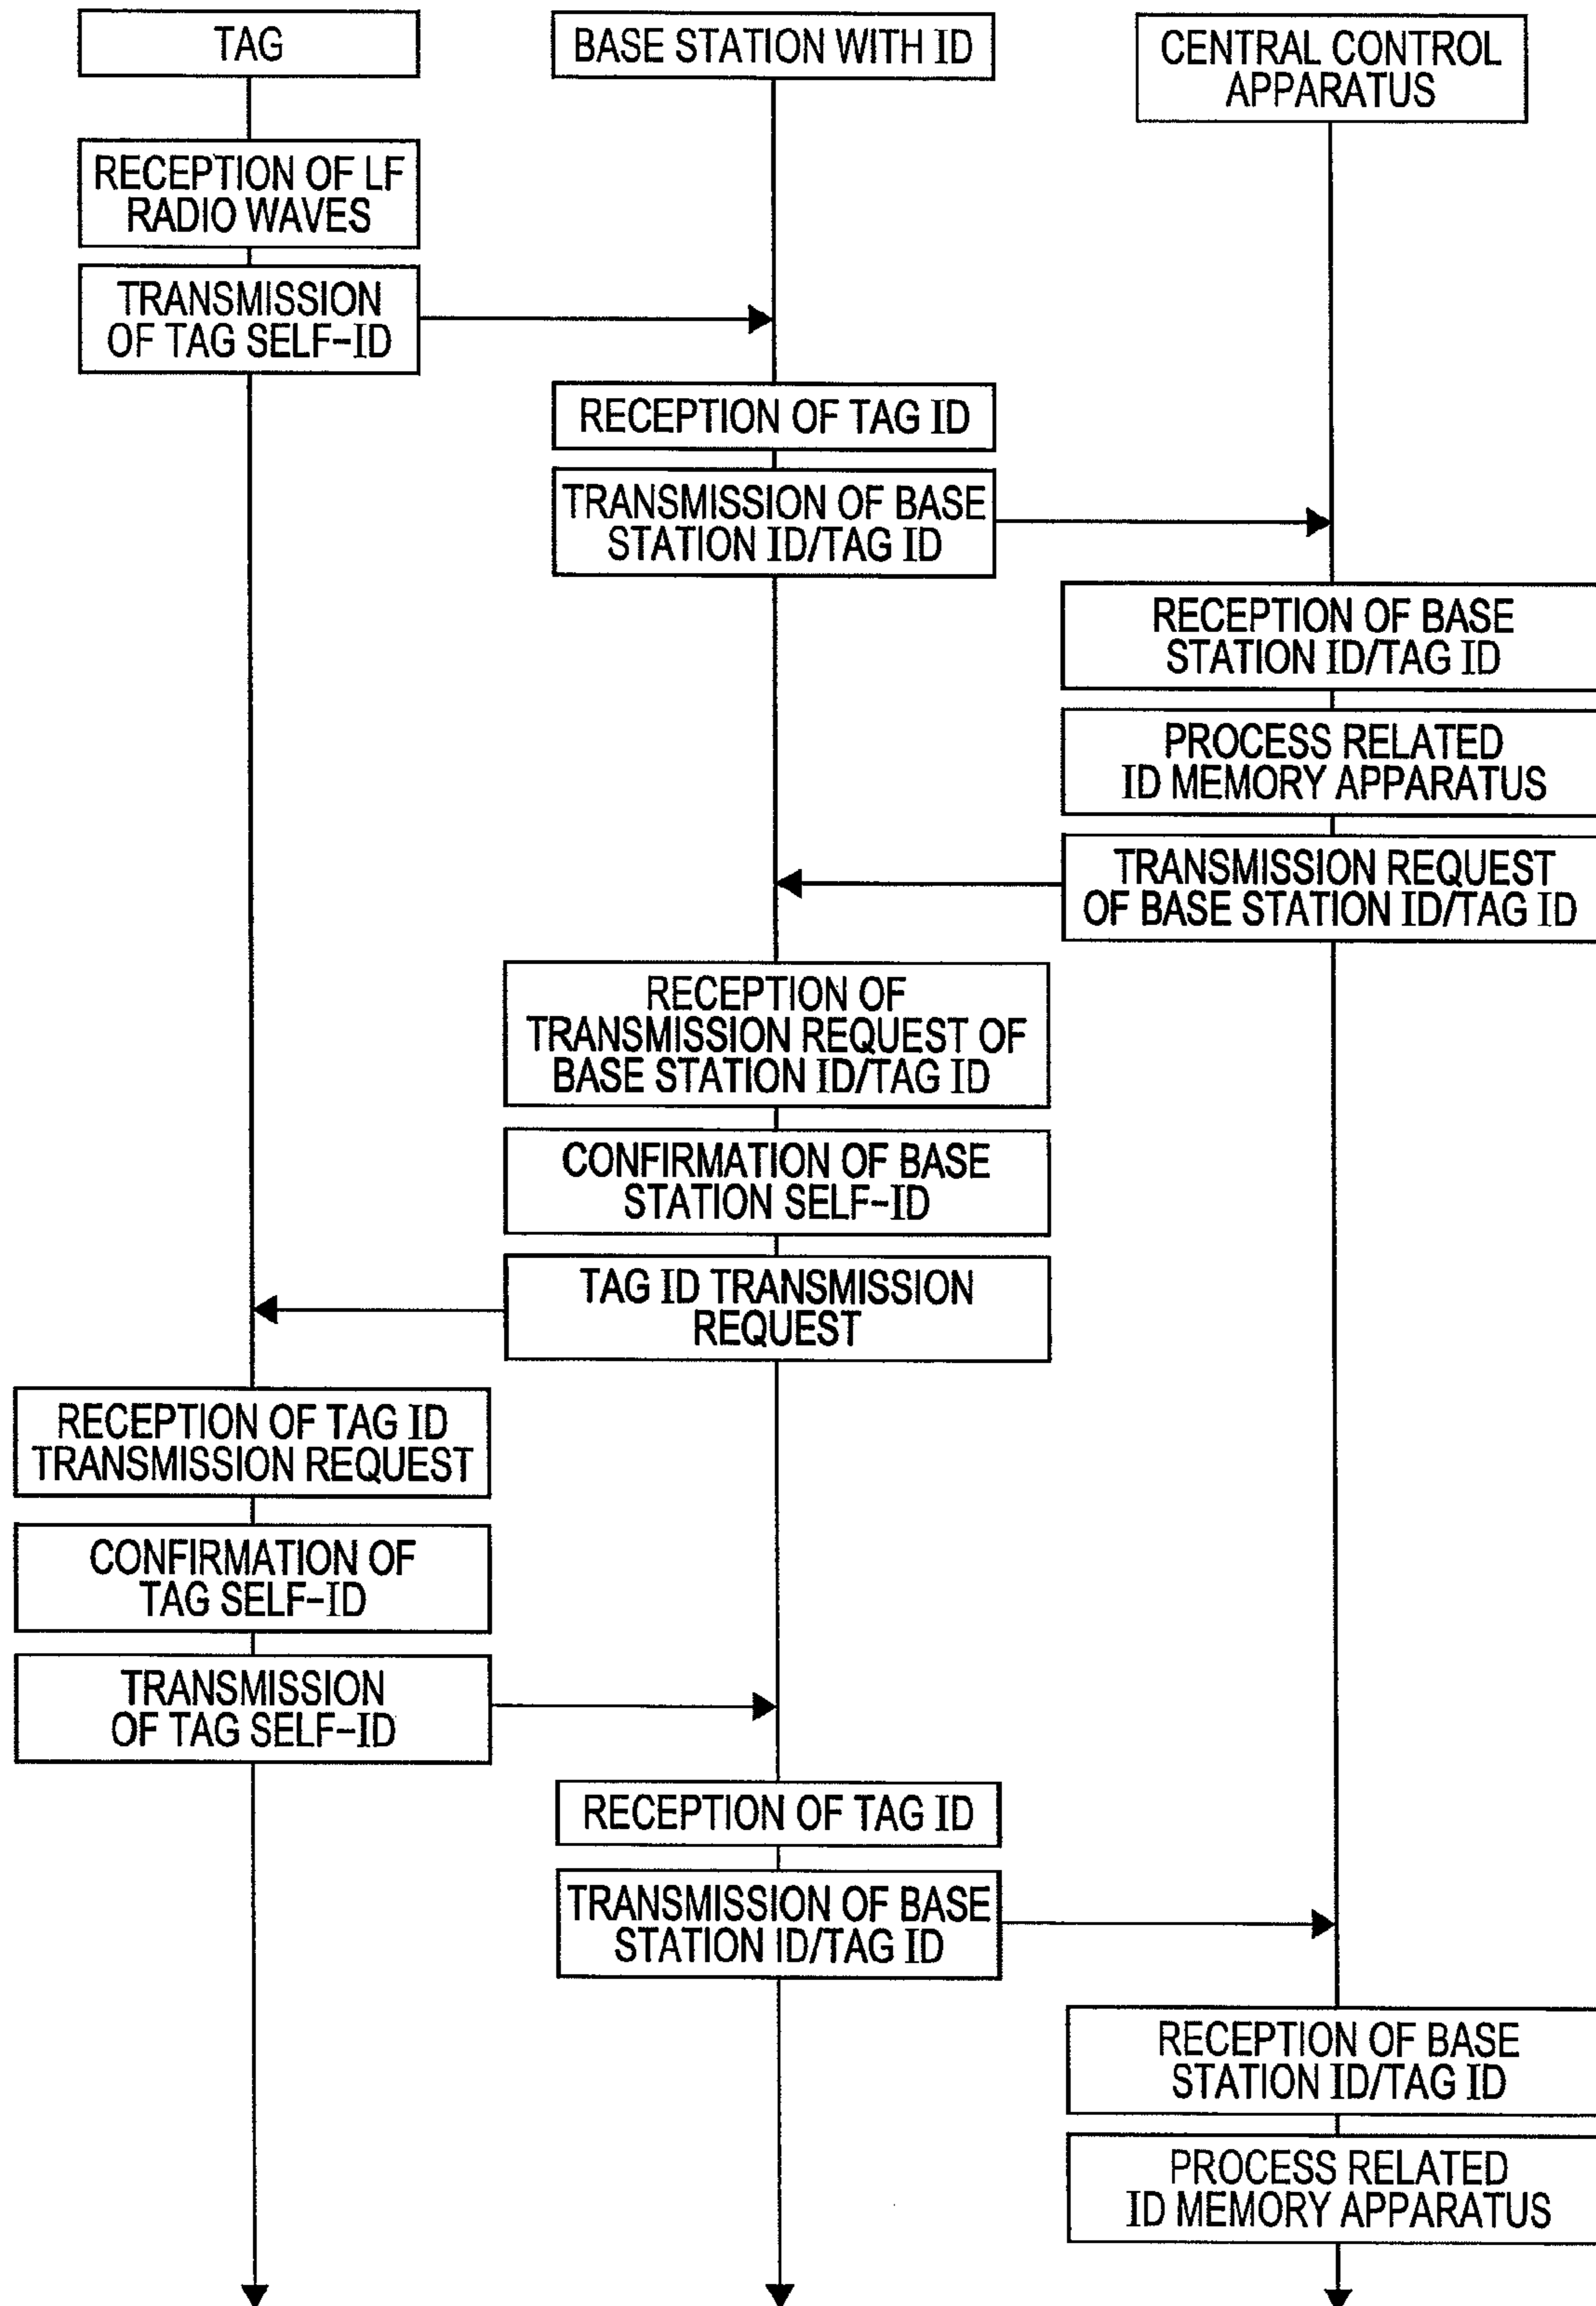 TAG
BASE STATION WITH ID
CENTRAL CONTROL
APPARATUS
RECEPTION OF LF
RADIO WAVES
TRANSMISSION
OF TAG SELF-ID
RECEPTION OF TAG ID
TRANSMISSION OF BASE
STATION ID/TAG ID
RECEPTION OF BASE
STATION ID/TAG ID
PROCESS RELATED
ID MEMORY APPARATUS
TRANSMISSION REQUEST
OF BASE STATION ID/TAG ID
RECEPTION OF
TRANSMISSION REQUEST OF
BASE STATION ID/TAG ID
CONFIRMATION OF BASE
STATION SELF-ID
TAG ID TRANSMISSION
REQUEST
RECEPTION OF TAG ID
TRANSMISSION REQUEST
CONFIRMATION OF
TAG SELF-ID
TRANSMISSION
OF TAG SELF-ID
RECEPTION OF TAG ID
TRANSMISSION OF BASE
STATION ID/TAG ID
RECEPTION OF BASE
STATION ID/TAG ID
PROCESS RELATED
ID MEMORY APPARATUS